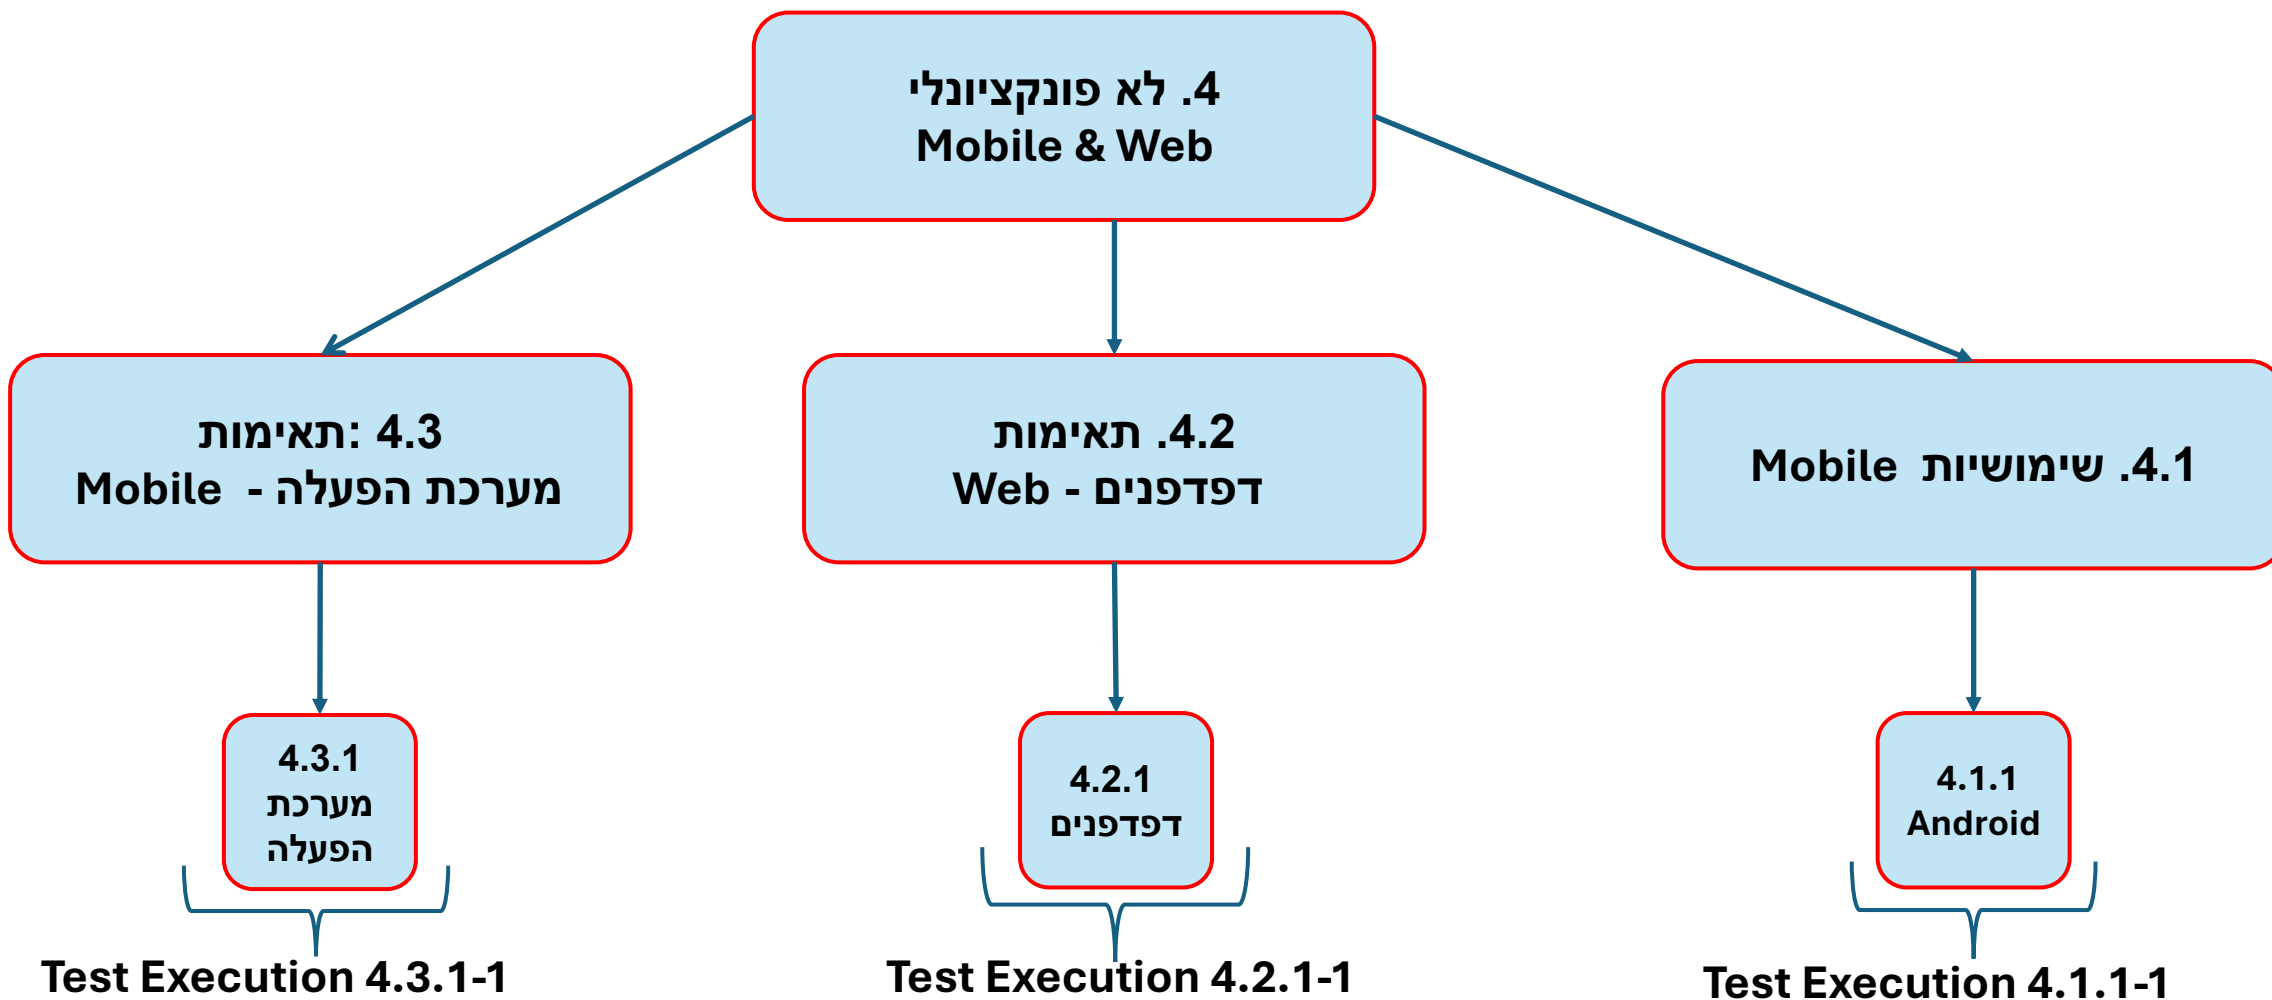 4. לא פונקציונלי
Mobile & Web
4.1. שימושיות Mobile
4.2. תאימות
דפדפנים - Web
4.3 :תאימות
מערכת הפעלה - Mobile
4.1.1
Android
4.2.1
דפדפנים
4.3.1
מערכת
הפעלה
Test Execution 4.1.1-1
Test Execution 4.2.1-1
Test Execution 4.3.1-1